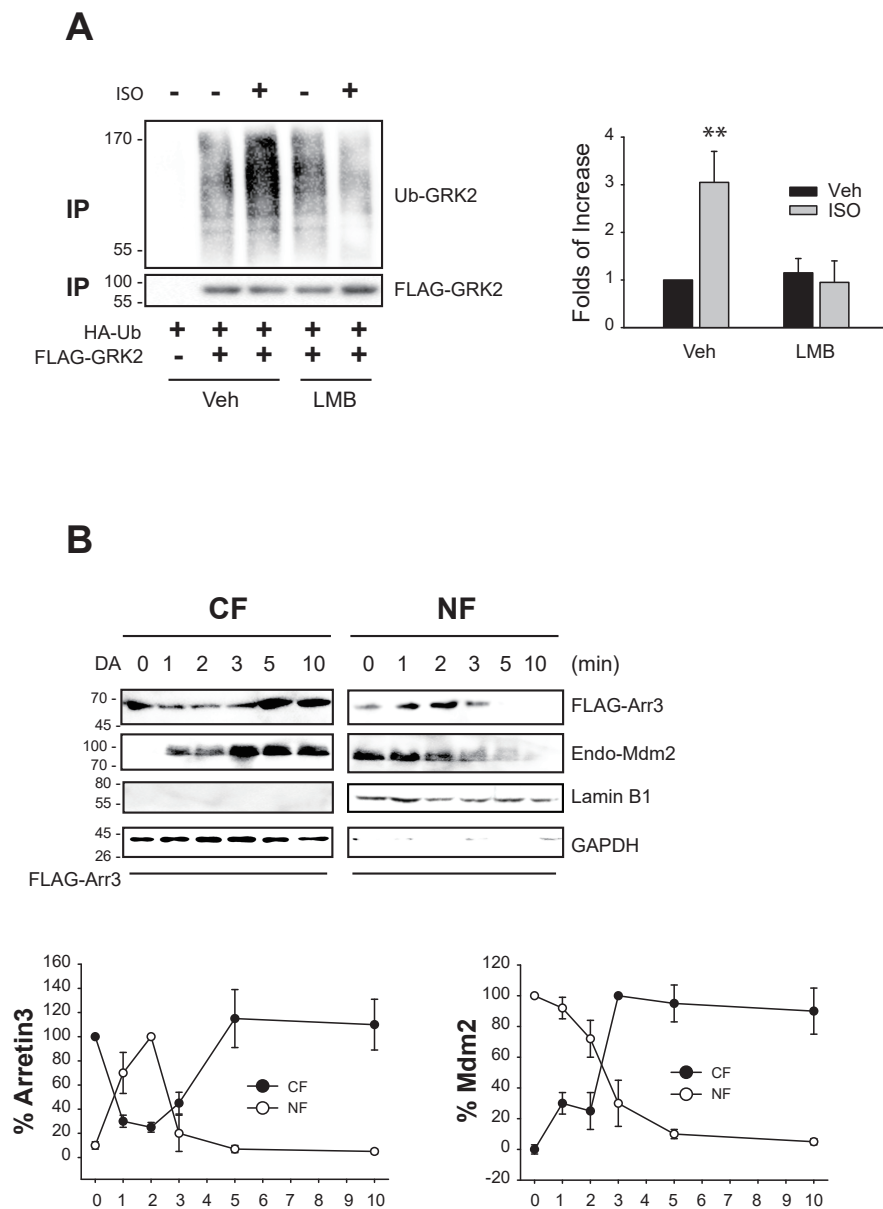 A
ISO - - + - +
170 -
IP
Ub-GRK2
55 -
IP
100 -
55 -
FLAG-GRK2
HA-Ub + + + + +
FLAG-GRK2 - + + + +
Veh LMB
Folds of Increase
4
3
2
1
0
**
Veh
ISO
Veh LMB
B
CF NF
DA 0 1 2 3 5 10 0 1 2 3 5 10 (min)
70 -
45 -
FLAG-Arr3
100 -
70 -
Endo-Mdm2
80 -
55 -
Lamin B1
45 -
26 -
GAPDH
FLAG-Arr3
% Arretin3
160
140
120
100
80
60
40
20
0
CF
NF
0 1 2 3 4 5 6 7 8 9 10
% Mdm2
120
100
80
60
40
20
0
-20
CF
NF
0 1 2 3 4 5 6 7 8 9 10